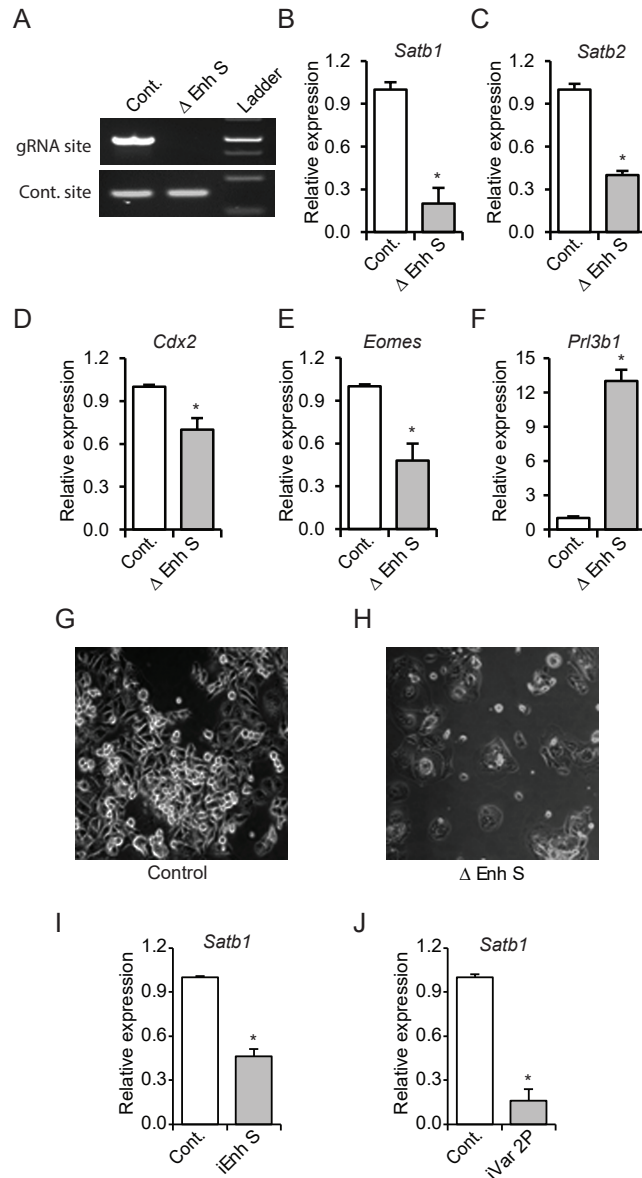 A
Cont.
Δ Enh S
Ladder
gRNA site
Cont. site
B
Satb1
Relative expression
1.2
0.9
0.6
0.3
0.0
*
Cont.
Δ Enh S
C
Satb2
Relative expression
1.2
0.9
0.6
0.3
0.0
*
Cont.
Δ Enh S
D
Cdx2
Relative expression
1.2
0.9
0.6
0.3
0.0
*
Cont.
Δ Enh S
E
Eomes
Relative expression
1.2
0.9
0.6
0.3
0.0
*
Cont.
Δ Enh S
F
Prl3b1
Relative expression
15
12
9
6
3
0
*
Cont.
Δ Enh S
G
Control
H
Δ Enh S
I
Satb1
Relative expression
1.2
0.9
0.6
0.3
0.0
*
Cont.
iEnh S
J
Satb1
Relative expression
1.2
0.9
0.6
0.3
0.0
*
Cont.
iVar 2P